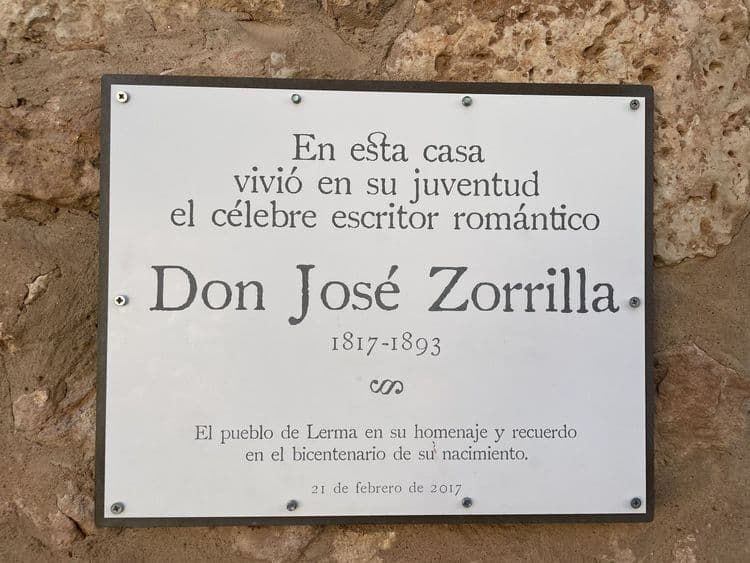 En esta casa
vivió en su juventud
el célebre escritor romántico
Don José Zorrilla
1817-1893
El pueblo de Lerma en su homenaje y recuerdo
en el bicentenario de su nacimiento.
21 de febrero de 2017